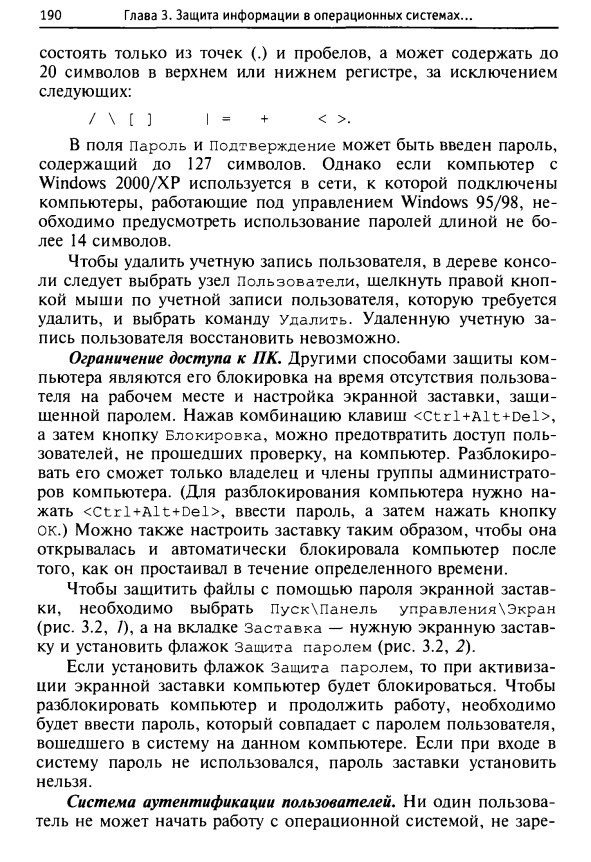 190 Глава 3. Защита информации в операционных системах...
состоять только из точек (.) и пробелов, а может содержать до
20 символов в верхнем или нижнем регистре, за исключением
следующих:
/ \ [ ] | = + < >.
В поля Пароль и Подтверждение может быть введен пароль,
содержащий до 127 символов. Однако если компьютер с
Windows 2000/XP используется в сети, к которой подключены
компьютеры, работающие под управлением Windows 95/98, не-
обходимо предусмотреть использование паролей длиной не бо-
лее 14 символов.
Чтобы удалить учетную запись пользователя, в дереве консо-
ли следует выбрать узел Пользователи, щелкнуть правой кноп-
кой мыши по учетной записи пользователя, которую требуется
удалить, и выбрать команду Удалить. Удаленную учетную за-
пись пользователя восстановить невозможно.
Ограничение доступа к ПК. Другими способами защиты ком-
пьютера являются его блокировка на время отсутствия пользова-
теля на рабочем месте и настройка экранной заставки, защи-
щенной паролем. Нажав комбинацию клавиш <Ctrl+Alt+Del>,
а затем кнопку Блокировка, можно предотвратить доступ поль-
зователей, не прошедших проверку, на компьютер. Разблокиро-
вать его сможет только владелец и члены группы администрато-
ров компьютера. (Для разблокирования компьютера нужно на-
жать <Ctrl+Alt+Del>, ввести пароль, а затем нажать кнопку
ОК.) Можно также настроить заставку таким образом, чтобы она
открывалась и автоматически блокировала компьютер после
того, как он простаивал в течение определенного времени.
Чтобы защитить файлы с помощью пароля экранной застав-
ки, необходимо выбрать Пуск\Панель управления\Экран
(рис. 3.2, 1), а на вкладке Заставка — нужную экранную застав-
ку и установить флажок Защита паролем (рис. 3.2, 2).
Если установить флажок Защита паролем, то при активиза-
ции экранной заставки компьютер будет блокироваться. Чтобы
разблокировать компьютер и продолжить работу, необходимо
будет ввести пароль, который совпадает с паролем пользователя,
вошедшего в систему на данном компьютере. Если при входе в
систему пароль не использовался, пароль заставки установить
нельзя.
Система аутентификации пользователей. Ни один пользова-
тель не может начать работу с операционной системой, не заре-